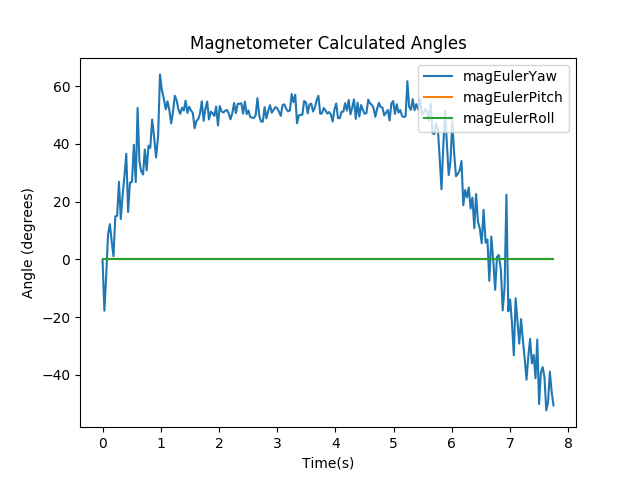 Magnetometer Calculated Angles
magEulerYaw
magEulerPitch
magEulerRoll
60
40
20
0
−20
−40
Angle (degrees)
0 1 2 3 4 5 6 7 8
Time(s)